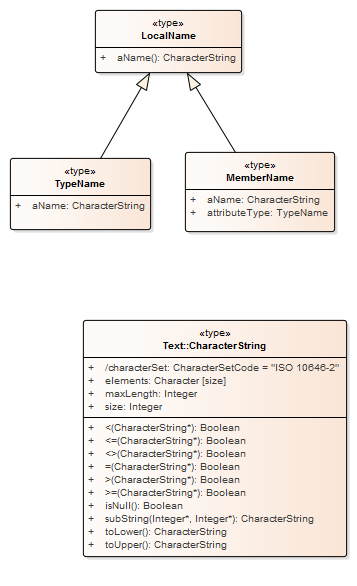 «type»
LocalName
+ aName(): CharacterString
«type»
TypeName
+ aName: CharacterString
«type»
MemberName
+ aName: CharacterString
+ attributeType: TypeName
«type»
Text::CharacterString
+ /characterSet: CharacterSetCode = "ISO 10646-2"
+ elements: Character [size]
+ maxLength: Integer
+ size: Integer
+ <(CharacterString*): Boolean
+ <=(CharacterString*): Boolean
+ <>(CharacterString*): Boolean
+ =(CharacterString*): Boolean
+ >(CharacterString*): Boolean
+ >=(CharacterString*): Boolean
+ isNull(): Boolean
+ subString(Integer*, Integer*): CharacterString
+ toLower(): CharacterString
+ toUpper(): CharacterString